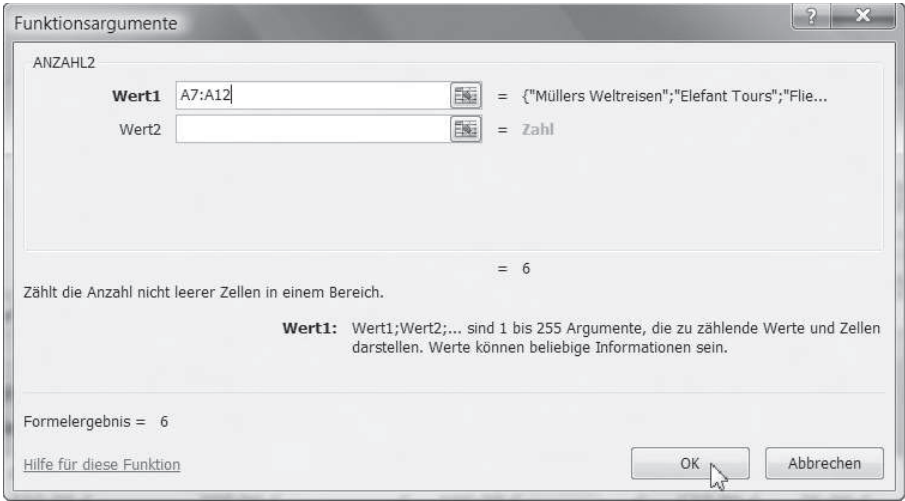 Funktionsargumente
ANZAHL2
Wert1 A7:A12 = {"Müllers Weltreisen";"Elefant Tours";"Flie...
Wert2 = Zahl
= 6
Zählt die Anzahl nicht leerer Zellen in einem Bereich.
Wert1: Wert1;Wert2;... sind 1 bis 255 Argumente, die zu zählende Werte und Zellen
darstellen. Werte können beliebige Informationen sein.
Formelergebnis = 6
Hilfe für diese Funktion
OK Abbrechen